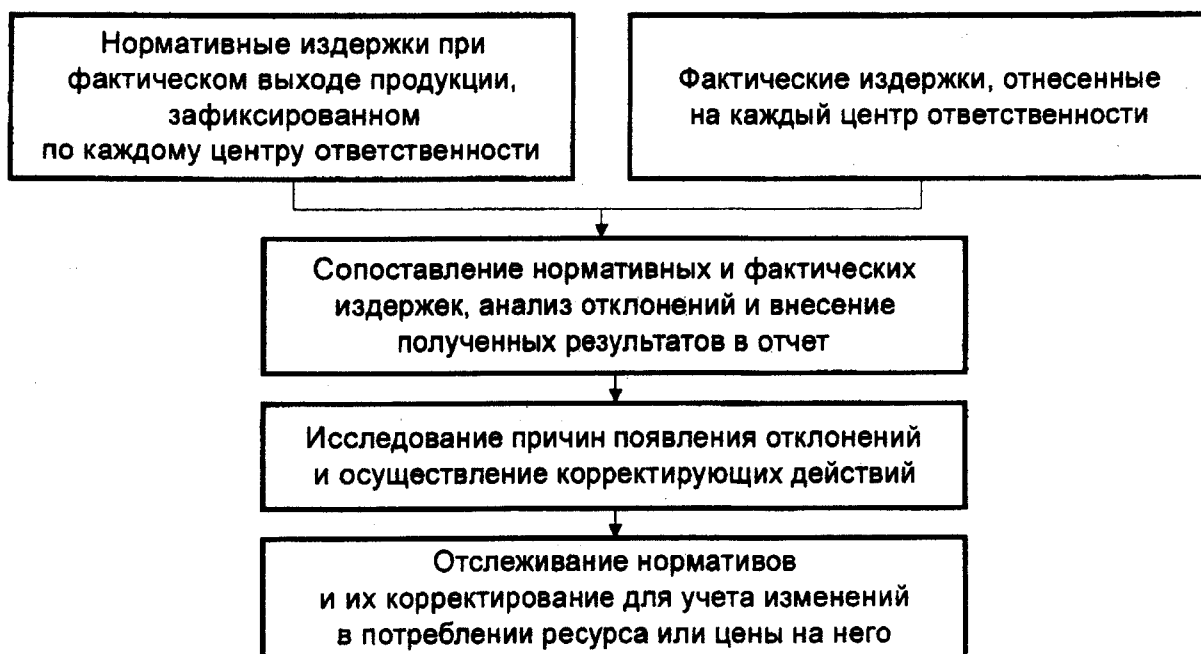 Нормативные издержки при
фактическом выходе продукции,
зафиксированном
по каждому центру ответственности
Фактические издержки, отнесенные
на каждый центр ответственности
Сопоставление нормативных и фактических
издержек, анализ отклонений и внесение
полученных результатов в отчет
Исследование причин появления отклонений
и осуществление корректирующих действий
Отслеживание нормативов
и их корректирование для учета изменений
в потреблении ресурса или цены на него